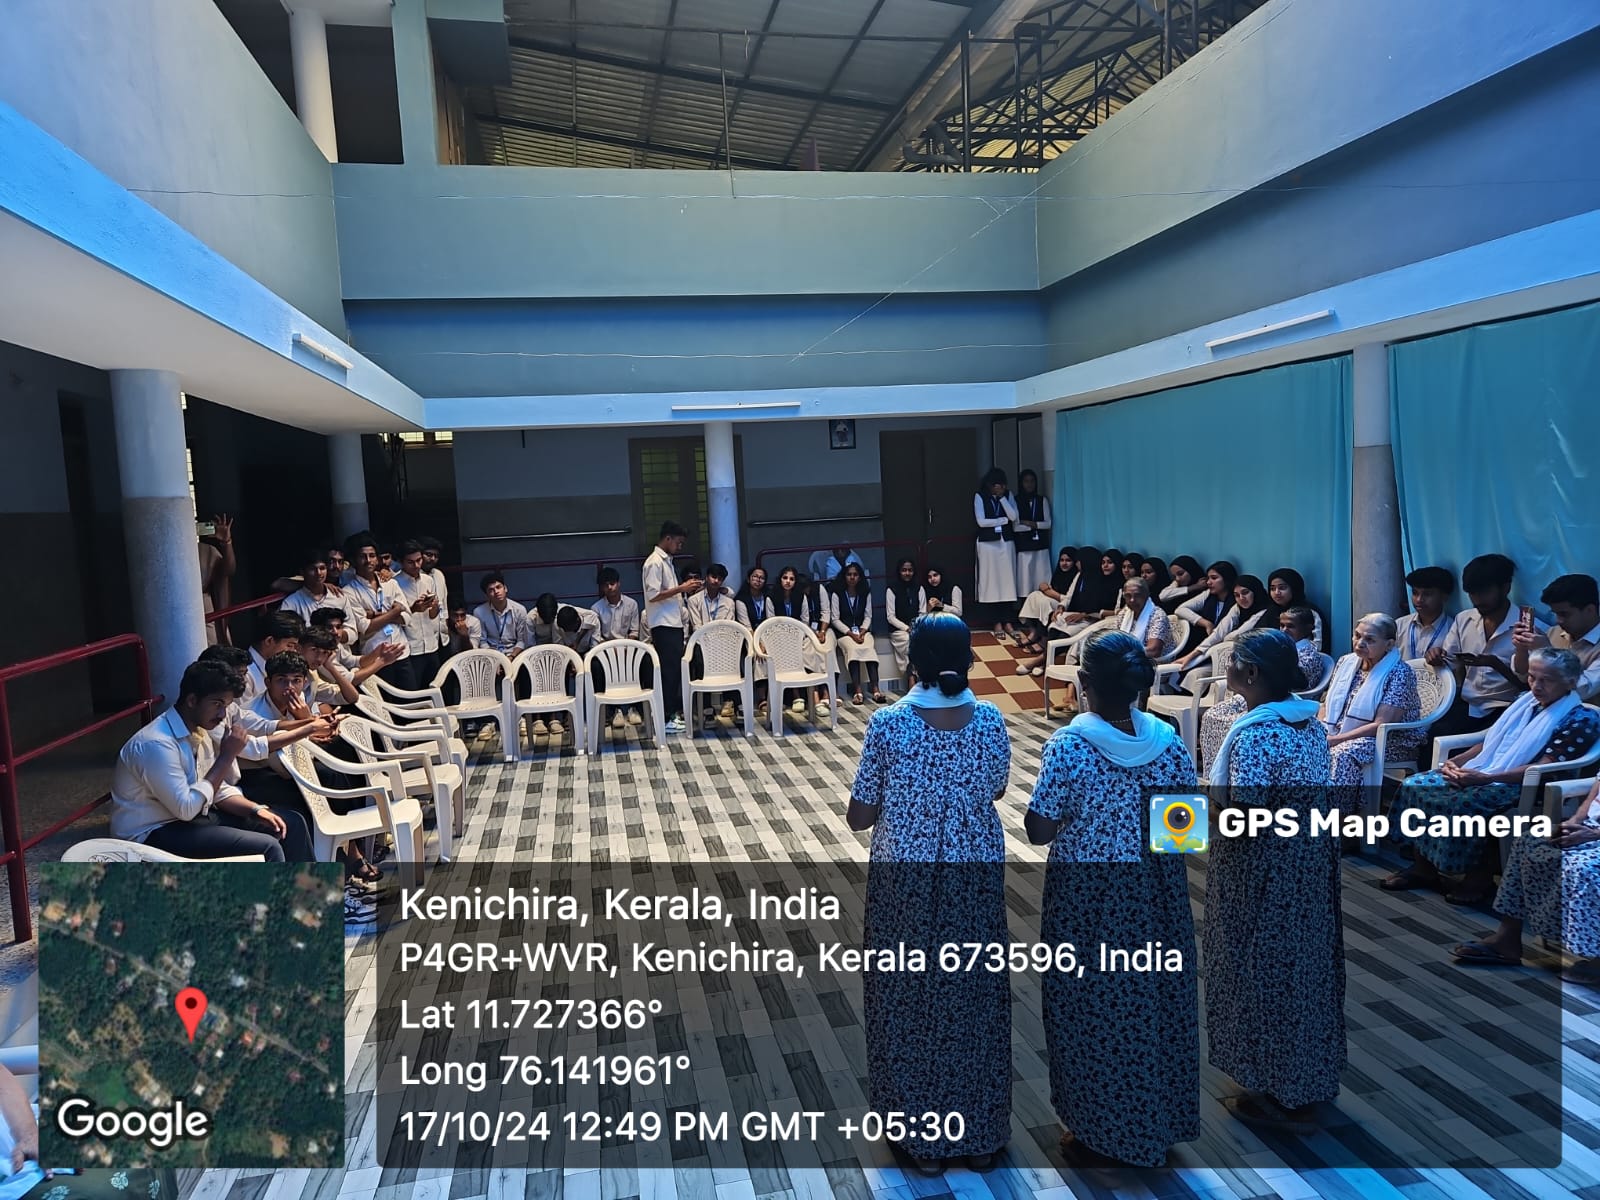 GPS Map Camera
Kenichira, Kerala, India
P4GR+WVR, Kenichira, Kerala 673596, India
Lat 11.727366°
Long 76.141961°
17/10/24 12:49 PM GMT +05:30
Google